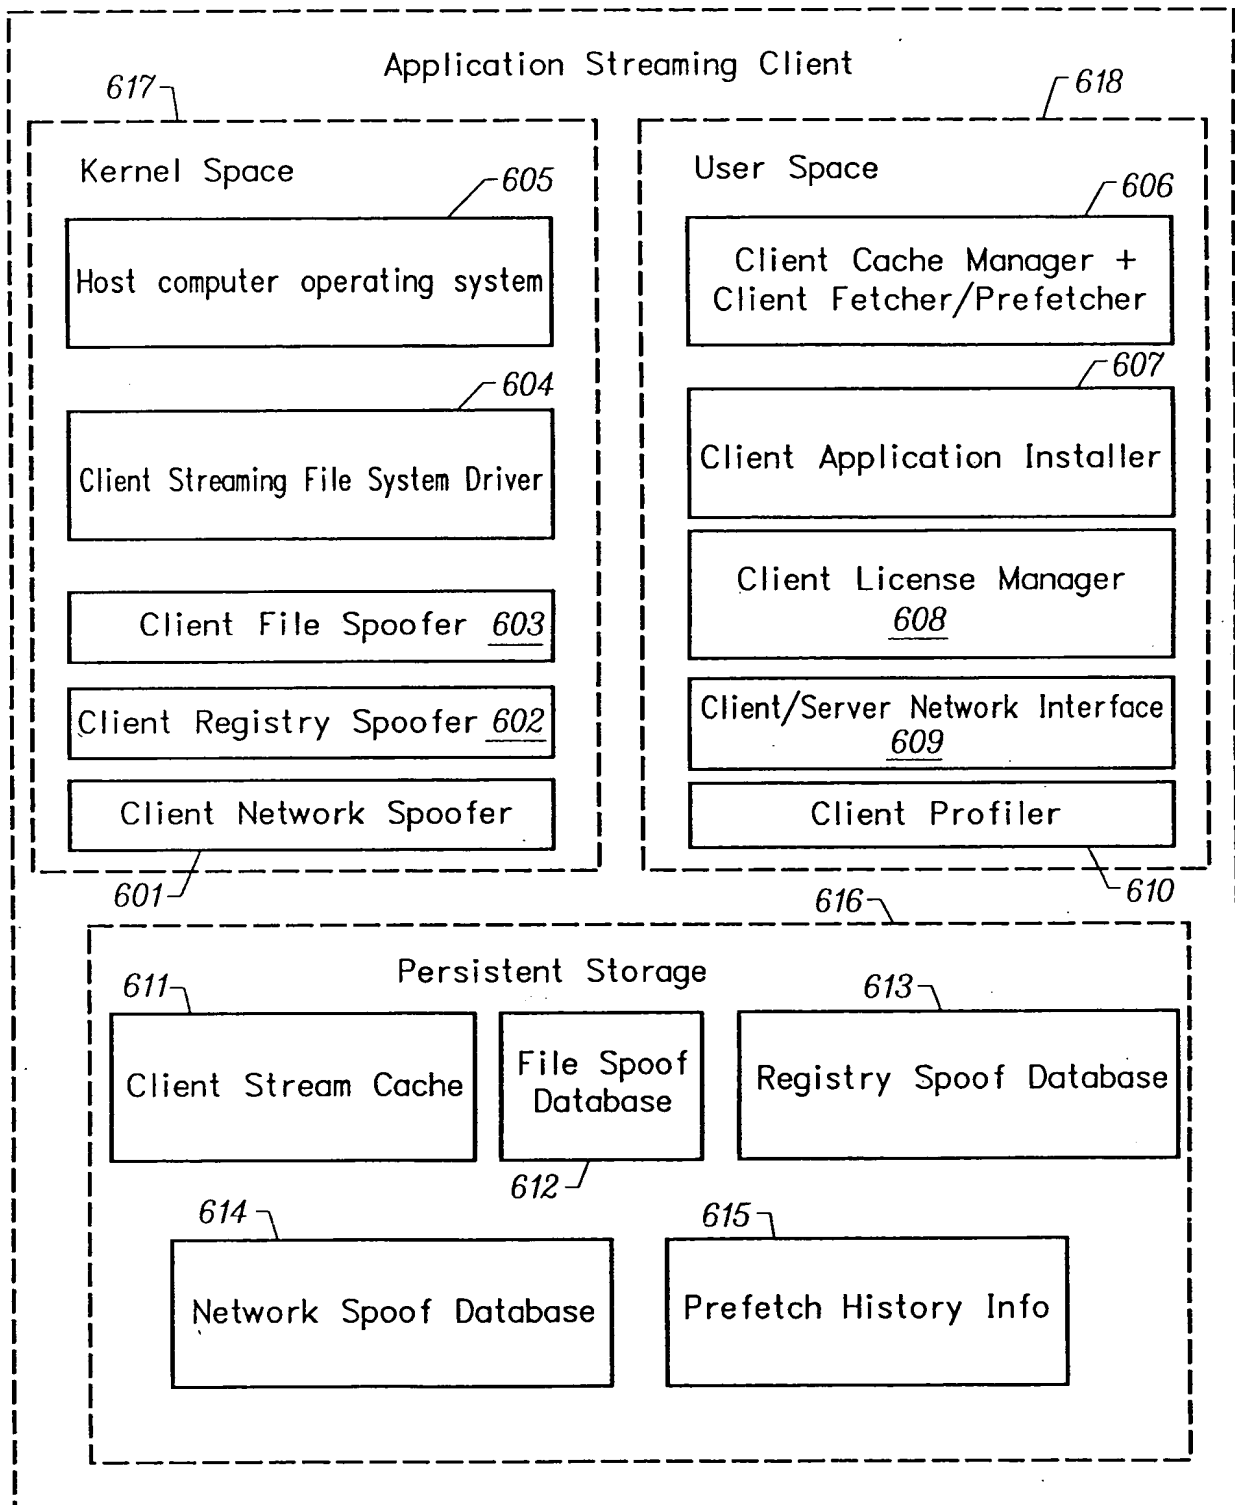 Application Streaming Client
617
618
Kernel Space
605
Host computer operating system
604
Client Streaming File System Driver
Client File Spoofer 603
Client Registry Spoofer 602
Client Network Spoofer
601
User Space
606
Client Cache Manager +
Client Fetcher/Prefetcher
607
Client Application Installer
Client License Manager
608
Client/Server Network Interface
609
Client Profiler
610
616
Persistent Storage
611
Client Stream Cache
File Spoof
Database
612
613
Registry Spoof Database
614
Network Spoof Database
615
Prefetch History Info